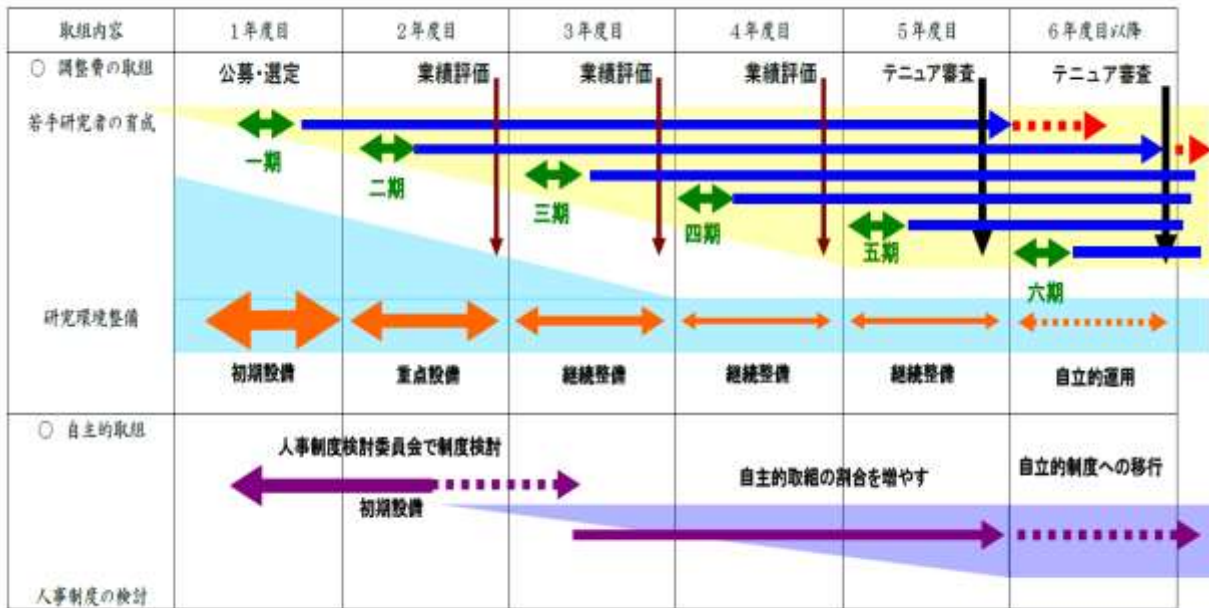 取組内容
1年度目
2年度目
3年度目
4年度目
5年度目
6年度目以降
○ 調整費の取組
公募・選定
業績評価
業績評価
業績評価
テニュア審査
テニュア審査
若手研究者の育成
一期
二期
三期
四期
五期
六期
研究環境整備
初期設備
重点設備
継続整備
継続整備
継続整備
自立的運用
○ 自主的取組
人事制度検討委員会で制度検討
自主的取組の割合を増やす
自立的制度への移行
初期設備
人事制度の検討